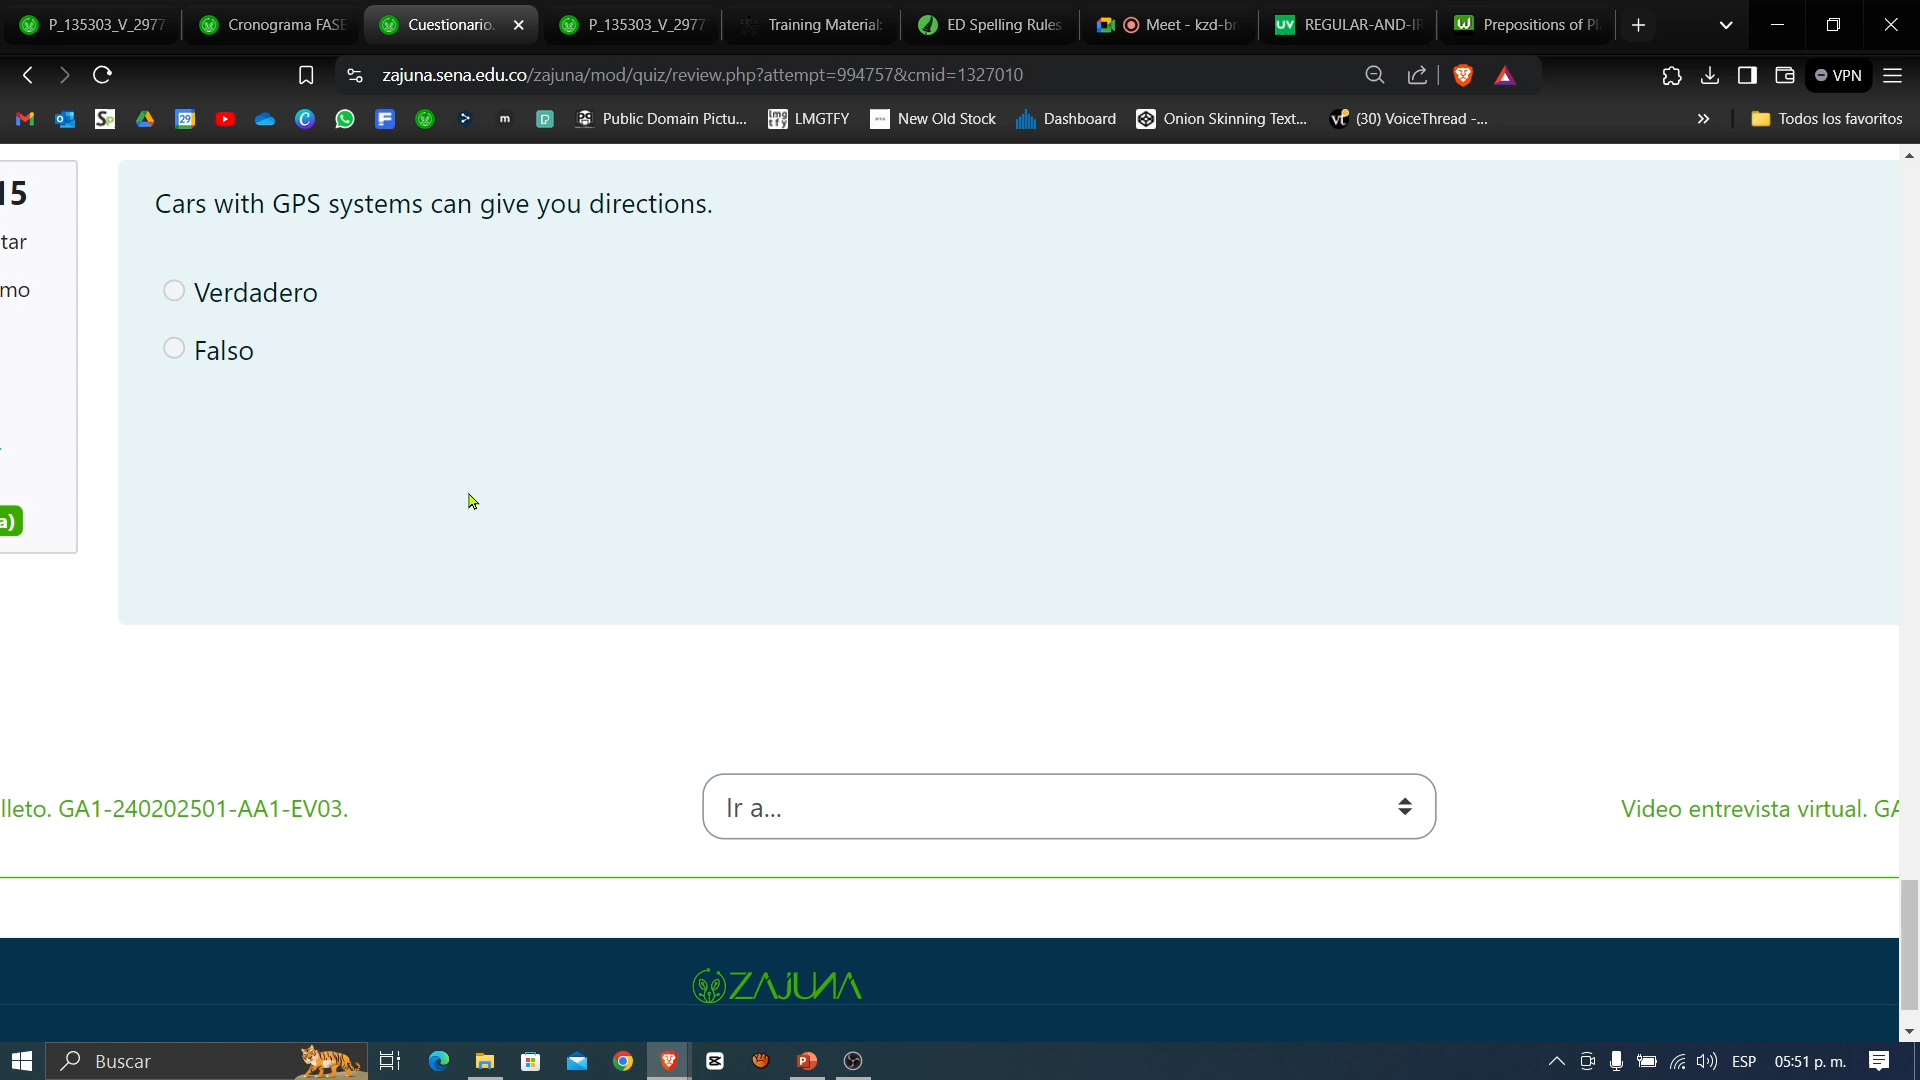 P_135303_V_2977
Cronograma FASE
Cuestionario.
P_135303_V_2977
Training Material:
ED Spelling Rules
Meet - kzd-br
REGULAR-AND-IR
Prepositions of Pl
zajuna.sena.edu.co/zajuna/mod/quiz/review.php?attempt=994757&cmid=1327010
VPN
Public Domain Pictu...
LMGTFY
New Old Stock
Dashboard
Onion Skinning Text...
(30) VoiceThread -...
Todos los favoritos
15
tar
mo
a)
Cars with GPS systems can give you directions.
Verdadero
Falso
lleto. GA1-240202501-AA1-EV03.
Ir a...
Video entrevista virtual. GA
ZAJUNA
Buscar
ESP
05:51 p. m.